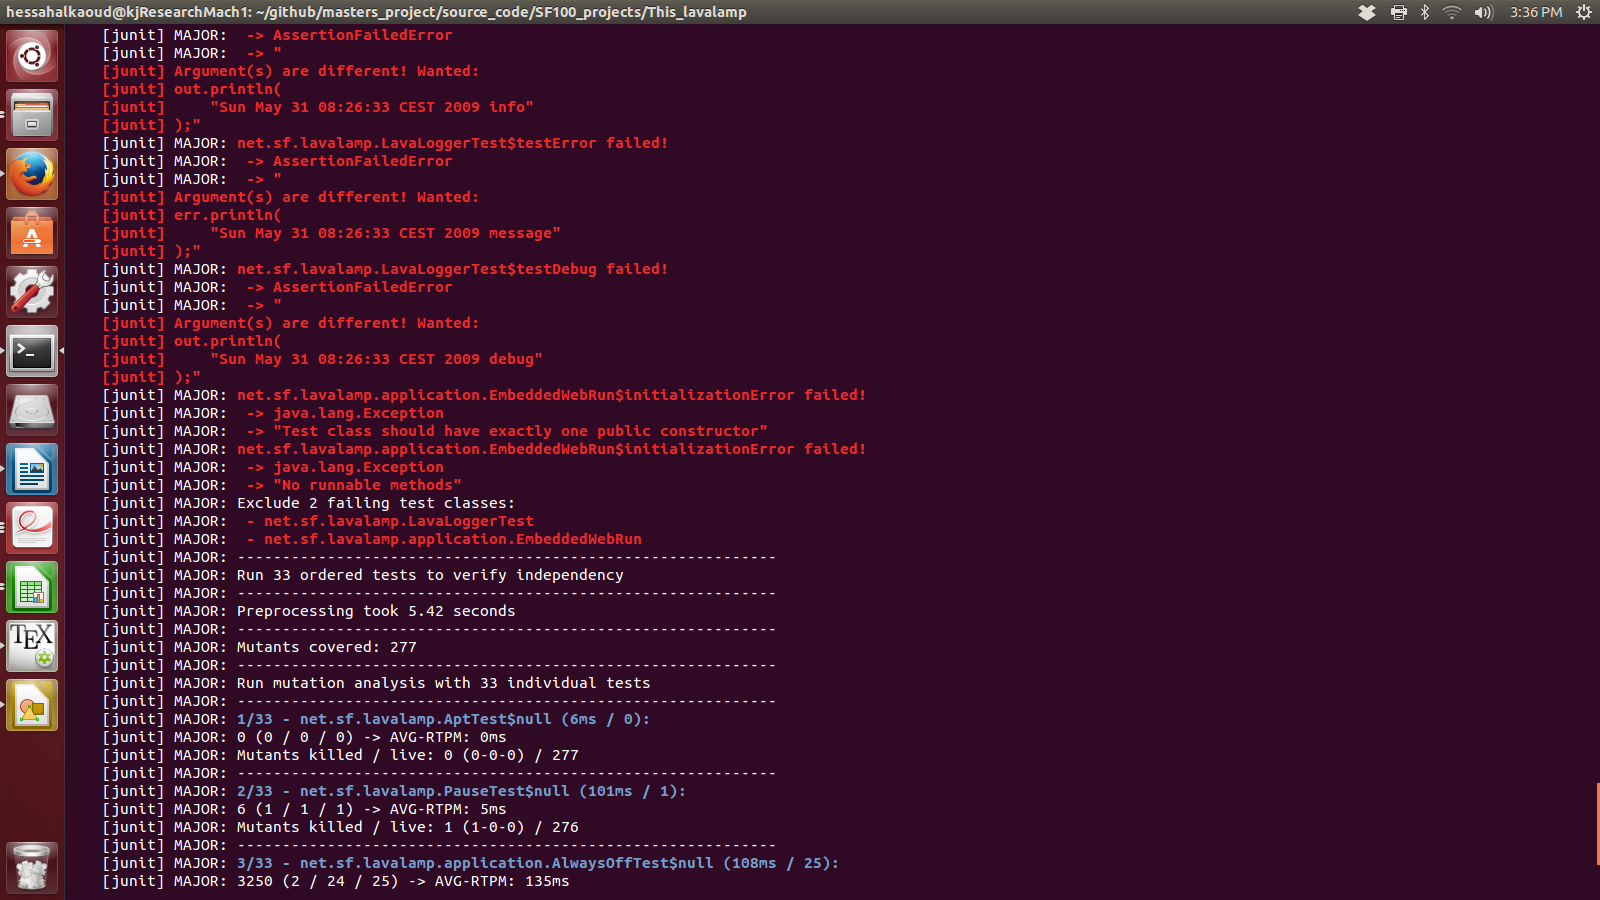 hessahalkaoud@kjResearchMach1: ~/github/masters_project/source_code/SF100_projects/This_lavalamp
3:36 PM
[junit] MAJOR:  -> AssertionFailedError
[junit] MAJOR:  -> "
[junit] Argument(s) are different! Wanted:
[junit] out.println(
[junit]     "Sun May 31 08:26:33 CEST 2009 info"
[junit] );"
[junit] MAJOR: net.sf.lavalamp.LavaLoggerTest$testError failed!
[junit] MAJOR:  -> AssertionFailedError
[junit] MAJOR:  -> "
[junit] Argument(s) are different! Wanted:
[junit] err.println(
[junit]     "Sun May 31 08:26:33 CEST 2009 message"
[junit] );"
[junit] MAJOR: net.sf.lavalamp.LavaLoggerTest$testDebug failed!
[junit] MAJOR:  -> AssertionFailedError
[junit] MAJOR:  -> "
[junit] Argument(s) are different! Wanted:
[junit] out.println(
[junit]     "Sun May 31 08:26:33 CEST 2009 debug"
[junit] );"
[junit] MAJOR: net.sf.lavalamp.application.EmbeddedWebRun$initializationError failed!
[junit] MAJOR:  -> java.lang.Exception
[junit] MAJOR:  -> "Test class should have exactly one public constructor"
[junit] MAJOR: net.sf.lavalamp.application.EmbeddedWebRun$initializationError failed!
[junit] MAJOR:  -> java.lang.Exception
[junit] MAJOR:  -> "No runnable methods"
[junit] MAJOR: Exclude 2 failing test classes:
[junit] MAJOR:  - net.sf.lavalamp.LavaLoggerTest
[junit] MAJOR:  - net.sf.lavalamp.application.EmbeddedWebRun
[junit] MAJOR: ------------------------------------------------------------
[junit] MAJOR: Run 33 ordered tests to verify independency
[junit] MAJOR: ------------------------------------------------------------
[junit] MAJOR: Preprocessing took 5.42 seconds
[junit] MAJOR: ------------------------------------------------------------
[junit] MAJOR: Mutants covered: 277
[junit] MAJOR: ------------------------------------------------------------
[junit] MAJOR: Run mutation analysis with 33 individual tests
[junit] MAJOR: ------------------------------------------------------------
[junit] MAJOR: 1/33 - net.sf.lavalamp.AptTest$null (6ms / 0):
[junit] MAJOR: 0 (0 / 0 / 0) -> AVG-RTPM: 0ms
[junit] MAJOR: Mutants killed / live: 0 (0-0-0) / 277
[junit] MAJOR: ------------------------------------------------------------
[junit] MAJOR: 2/33 - net.sf.lavalamp.PauseTest$null (101ms / 1):
[junit] MAJOR: 6 (1 / 1 / 1) -> AVG-RTPM: 5ms
[junit] MAJOR: Mutants killed / live: 1 (1-0-0) / 276
[junit] MAJOR: ------------------------------------------------------------
[junit] MAJOR: 3/33 - net.sf.lavalamp.application.AlwaysOffTest$null (108ms / 25):
[junit] MAJOR: 3250 (2 / 24 / 25) -> AVG-RTPM: 135ms
TEX